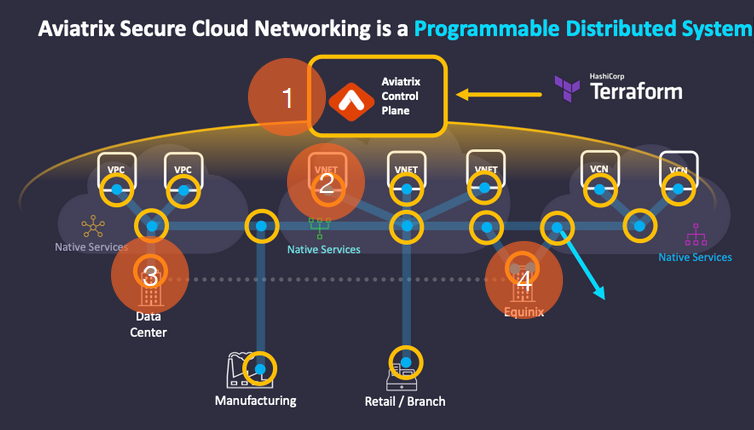 Aviatrix Secure Cloud Networking is a Programmable Distributed System
1
Aviatrix
Control
Plane
HashiCorp
Terraform
VPC
VPC
VNET
VNET
VNET
VCN
VCN
2
Native Services
Native Services
Native Services
3
4
Data
Center
Equinix
Manufacturing
Retail / Branch